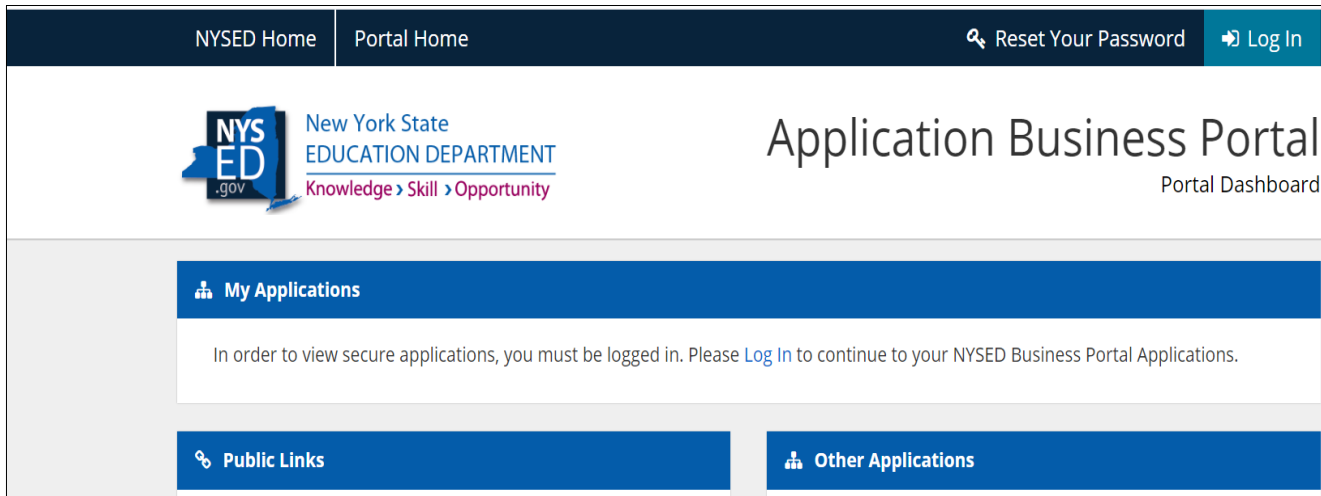 NYSED Home Portal Home Reset Your Password Log In
NYS
ED
.gov
New York State
EDUCATION DEPARTMENT
Knowledge › Skill › Opportunity
Application Business Portal
Portal Dashboard
My Applications
In order to view secure applications, you must be logged in. Please Log In to continue to your NYSED Business Portal Applications.
Public Links
Other Applications